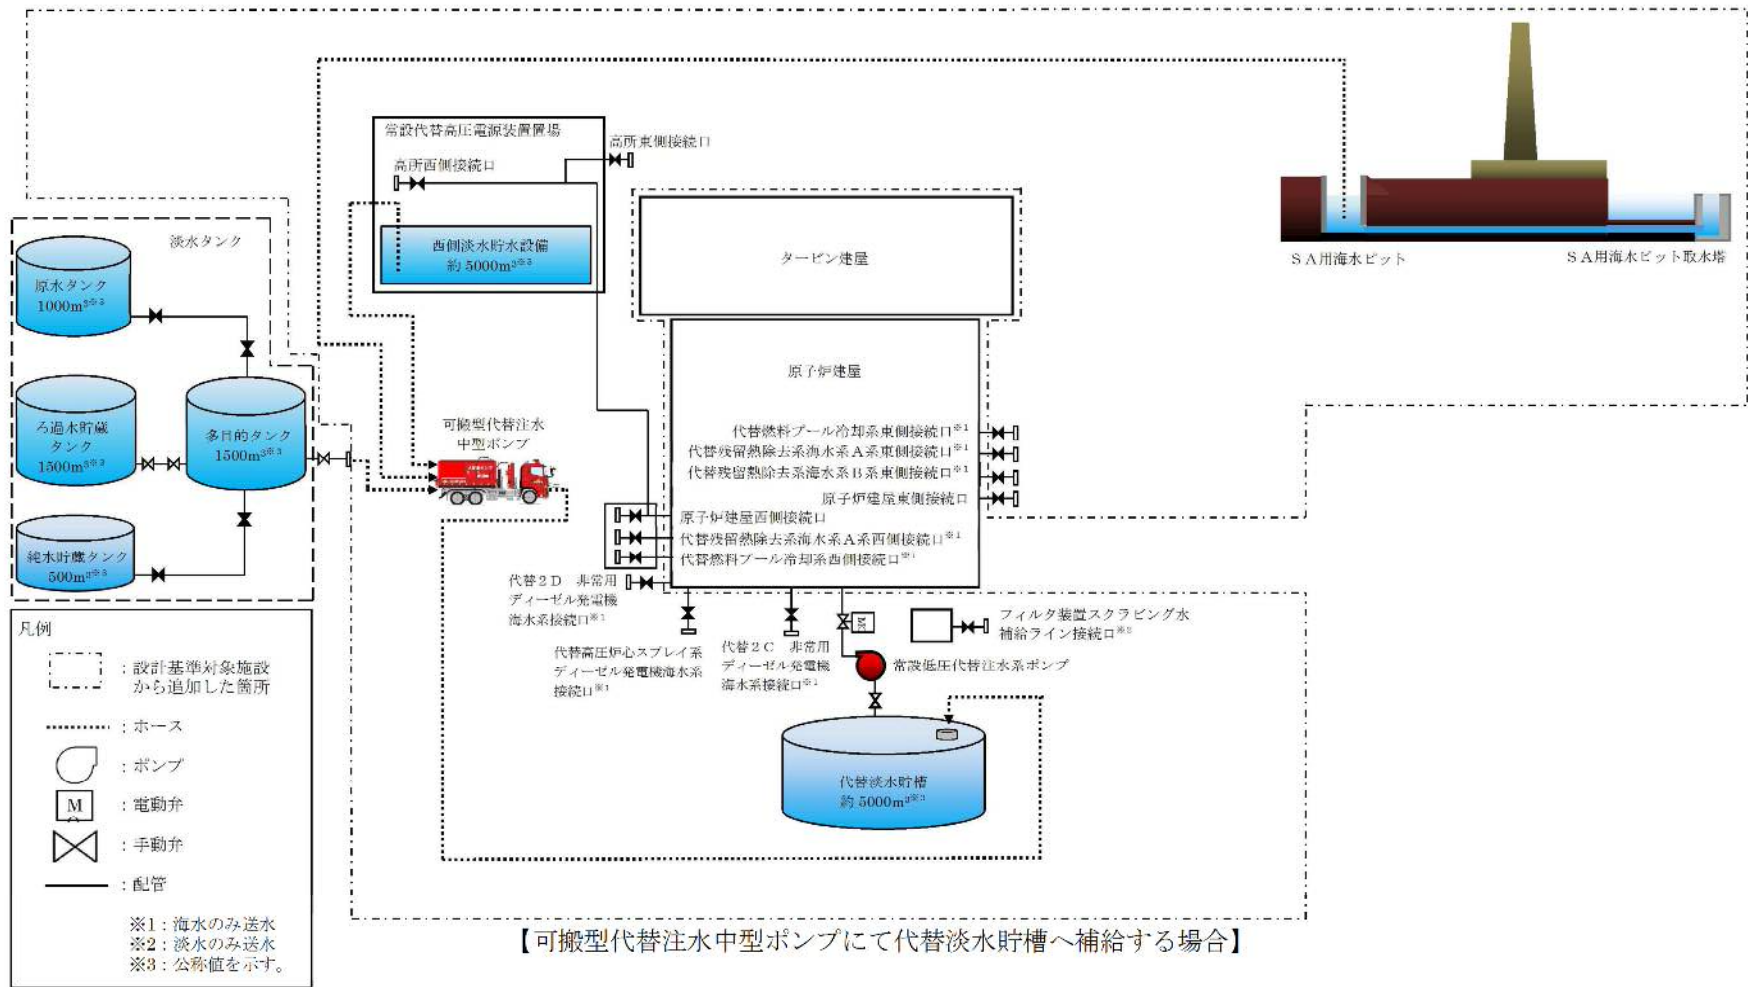 常設代替高圧電源装置置場
高所東側接続口
高所西側接続口
西側淡水貯水設備
約 5000m³※3
淡水タンク
原水タンク
1000m³※3
ろ過水貯蔵
タンク
1500m³※3
多目的タンク
1500m³※3
純水貯蔵タンク
500m³※3
可搬型代替注水
中型ポンプ
タービン建屋
原子炉建屋
SA用海水ピット
SA用海水ピット取水塔
代替燃料プール冷却系東側接続口※1
代替残留熱除去系海水系A系東側接続口※1
代替残留熱除去系海水系B系東側接続口※1
原子炉建屋東側接続口
原子炉建屋西側接続口
代替残留熱除去系海水系A系西側接続口※1
代替燃料プール冷却系西側接続口※1
代替2D 非常用
ディーゼル発電機
海水系接続口※1
代替高圧炉心スプレイ系
ディーゼル発電機海水系
接続口※1
代替2C 非常用
ディーゼル発電機
海水系接続口※1
M
フィルタ装置スクラビング水
補給ライン接続口※2
常設低圧代替注水系ポンプ
代替淡水貯槽
約 5000m³※3
凡例
：設計基準対象施設
から追加した箇所
：ホース
：ポンプ
M
：電動弁
：手動弁
：配管
※1：海水のみ送水
※2：淡水のみ送水
※3：公称値を示す。
【可搬型代替注水中型ポンプにて代替淡水貯槽へ補給する場合】